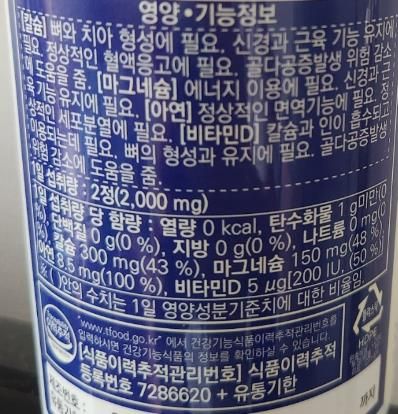 영양・기능정보
[칼슘] 뼈와 치아 형성에 필요. 신경과 근육 기능 유지에
필요. 정상적인 혈액응고에 필요. 골다공증발생 위험 감소
에 도움을 줌. [마그네슘] 에너지 이용에 필요. 신경과 근
육 기능 유지에 필요. [아연] 정상적인 면역기능에 필요. 정
상적인 세포분열에 필요. [비타민D] 칼슘과 인이 흡수되고
이용되는데 필요. 뼈의 형성과 유지에 필요. 골다공증발생
위험 감소에 도움을 줌
1일 섭취량 : 2정(2,000 mg)
1일 섭취량 당 함량 : 열량 0 kcal, 탄수화물 1 g미만(0
%), 단백질 0 g(0 %), 지방 0 g(0 %), 나트륨 0 mg(0
%), 칼슘 300 mg(43 %), 마그네슘 150 mg(48 %),
아연 8.5 mg(100 %), 비타민D 5 μg[200 IU, (50 %)]
※ ( )안의 수치는 1일 영양성분기준치에 대한 비율임.
"www.tfood.go.kr" 에서 건강기능식품이력추적관리번호를
입력하시면 건강기능식품의 정보를 확인하실 수 있습니다.
[식품이력추적관리번호] 식품이력추적
등록번호 7286620 + 유통기한
HDPE
까지